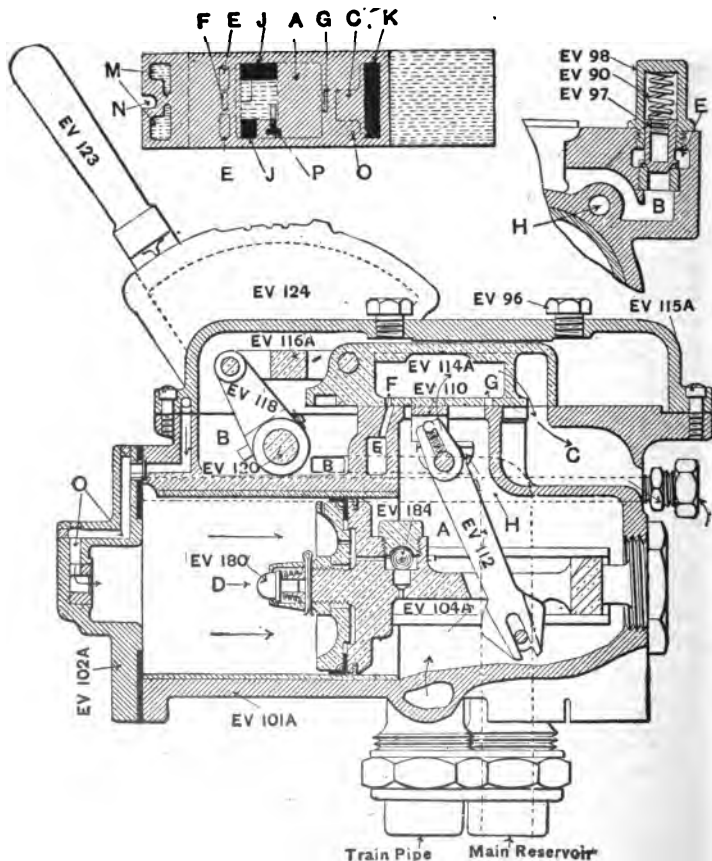 F E J A G C K
M
N
E J P O
EV 98
EV 90
EV 97
E
B
H
EV 123
EV 124
EV 96
EV 115A
EV 116A
EV 114A
EV 110
F G
EV 118
B
EV 120
B
E
C
O
EV 184
A
H
EV 180
D
EV 112
EV 104A
EV 102A
EV 101A
Train Pipe Main Reservoir